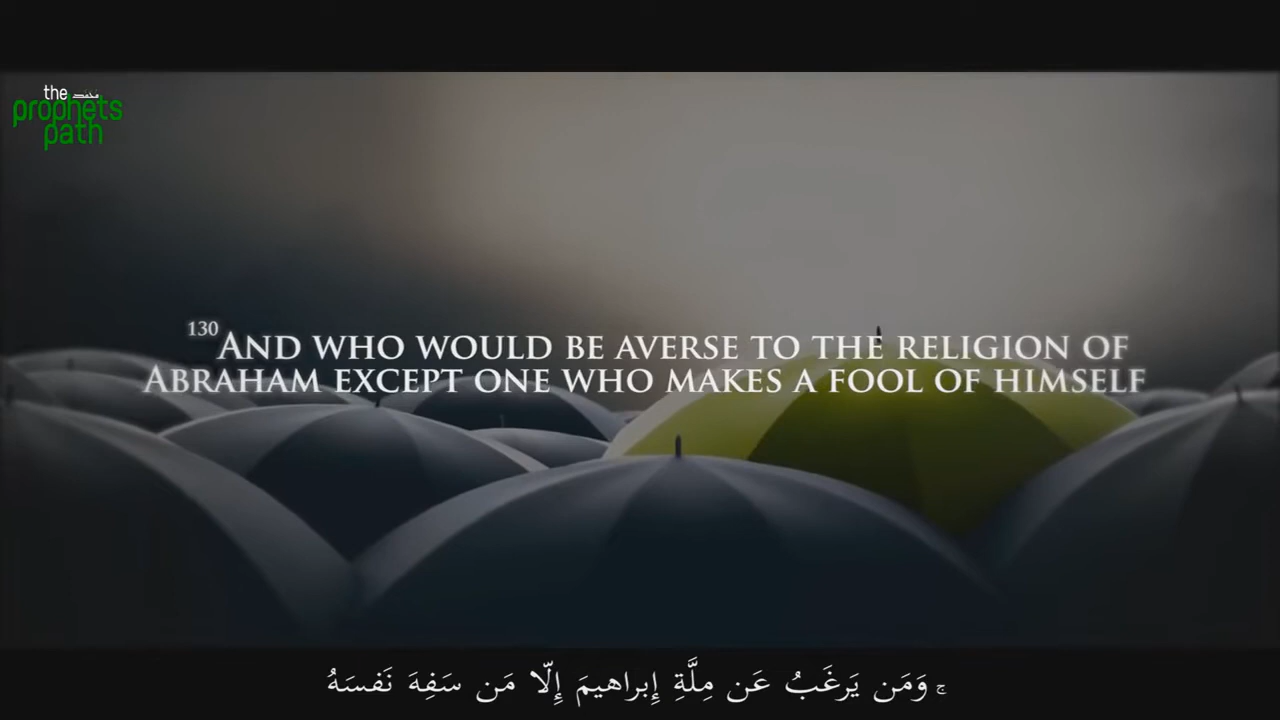 the محمد
prophets
path
130 AND WHO WOULD BE AVERSE TO THE RELIGION OF
ABRAHAM EXCEPT ONE WHO MAKES A FOOL OF HIMSELF
وَمَن يَرغَبُ عَن مِلَّةِ إِبراهيمَ إِلّا مَن سَفِهَ نَفسَهُ ۚ